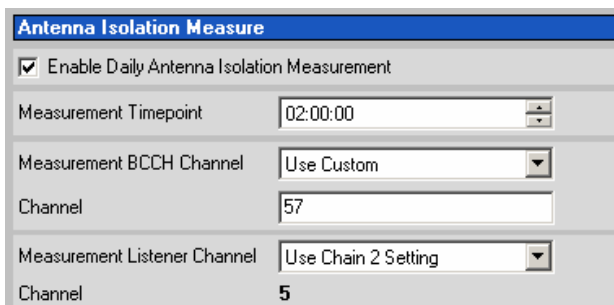 Antenna Isolation Measure
Enable Daily Antenna Isolation Measurement
Measurement Timepoint 02:00:00
Measurement BCCH Channel Use Custom
Channel 57
Measurement Listener Channel Use Chain 2 Setting
Channel 5